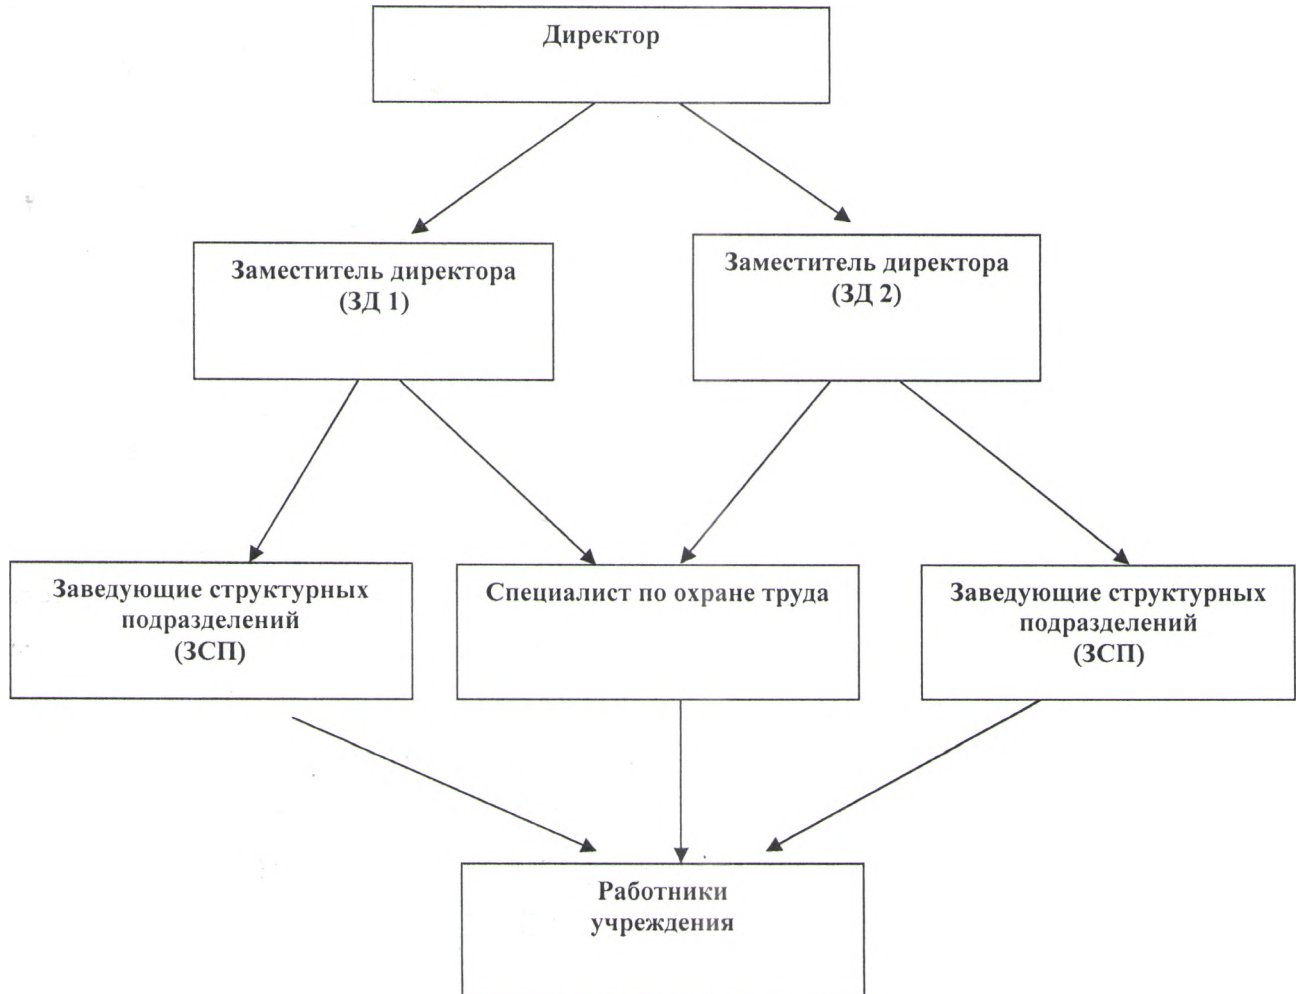 Директор
Заместитель директора
(ЗД 1)
Заместитель директора
(ЗД 2)
Заведующие структурных
подразделений
(ЗСП)
Специалист по охране труда
Заведующие структурных
подразделений
(ЗСП)
Работники
учреждения